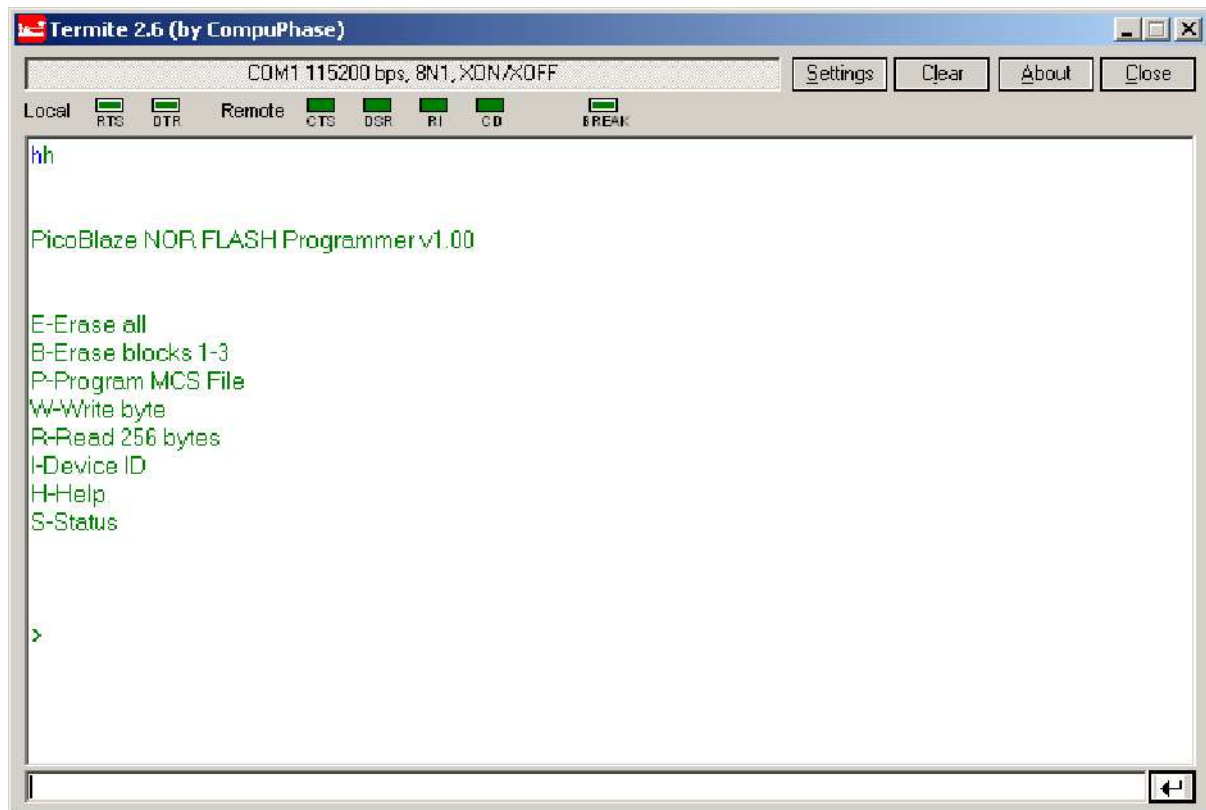 Termite 2.6 (by CompuPhase)
COM1 115200 bps, 8N1, XON/XOFF Settings Clear About Close
Local RTS DTR Remote CTS DSR RI CD BREAK
hh
PicoBlaze NOR FLASH Programmer v1.00
E-Erase all
B-Erase blocks 1-3
P-Program MCS File
W-Write byte
R-Read 256 bytes
I-Device ID
H-Help
S-Status
>